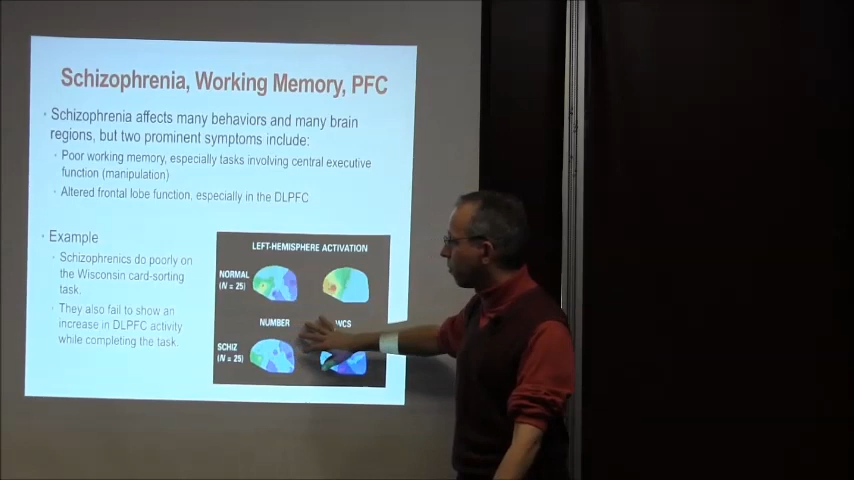 Schizophrenia, Working Memory, PFC
Schizophrenia affects many behaviors and many brain
regions, but two prominent symptoms include:
Poor working memory, especially tasks involving central executive
function (manipulation)
Altered frontal lobe function, especially in the DLPFC
Example
Schizophrenics do poorly on
the Wisconsin card-sorting
task.
They also fail to show an
increase in DLPFC activity
while completing the task.
LEFT-HEMISPHERE ACTIVATION
NORMAL
(N = 25)
NUMBER WCS
SCHIZ
(N = 25)